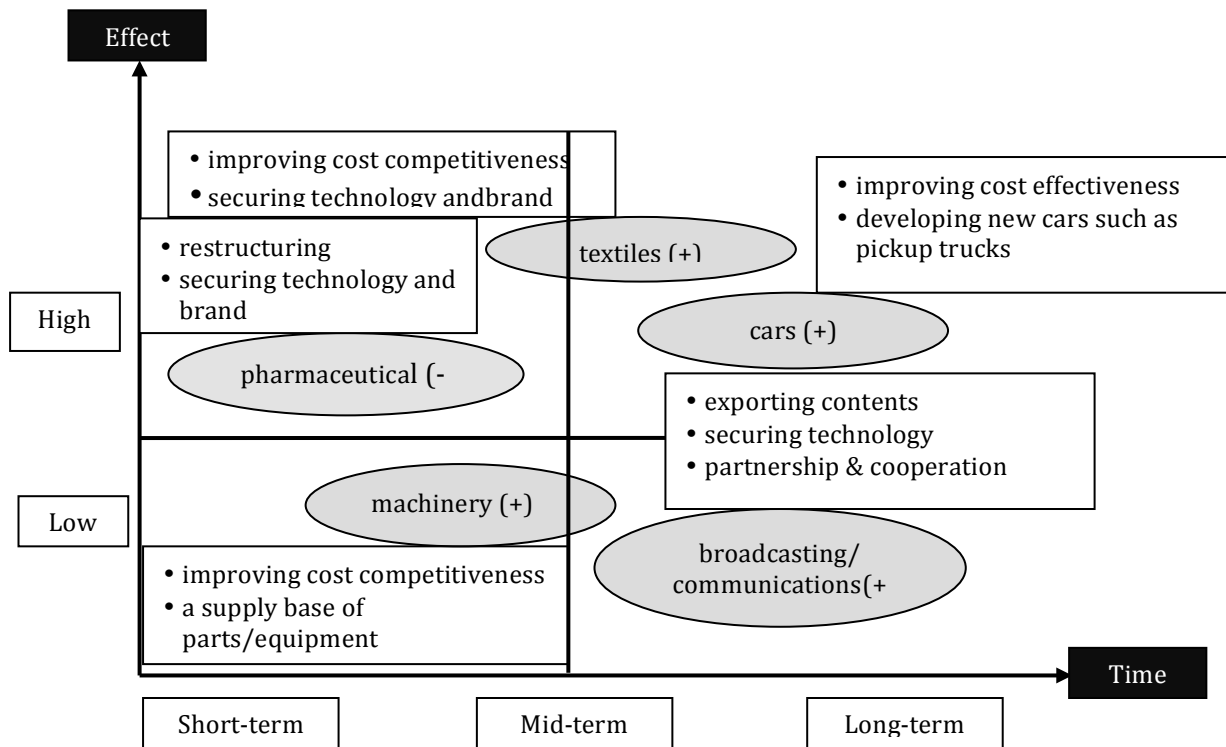 Effect
• improving cost competitiveness
• securing technology andbrand
• improving cost effectiveness
• developing new cars such as
pickup trucks
• restructuring
• securing technology and
brand
textiles (+)
High
cars (+)
pharmaceutical (-
• exporting contents
• securing technology
• partnership & cooperation
machinery (+)
Low
broadcasting/
communications(+
• improving cost competitiveness
• a supply base of
parts/equipment
Time
Short-term
Mid-term
Long-term